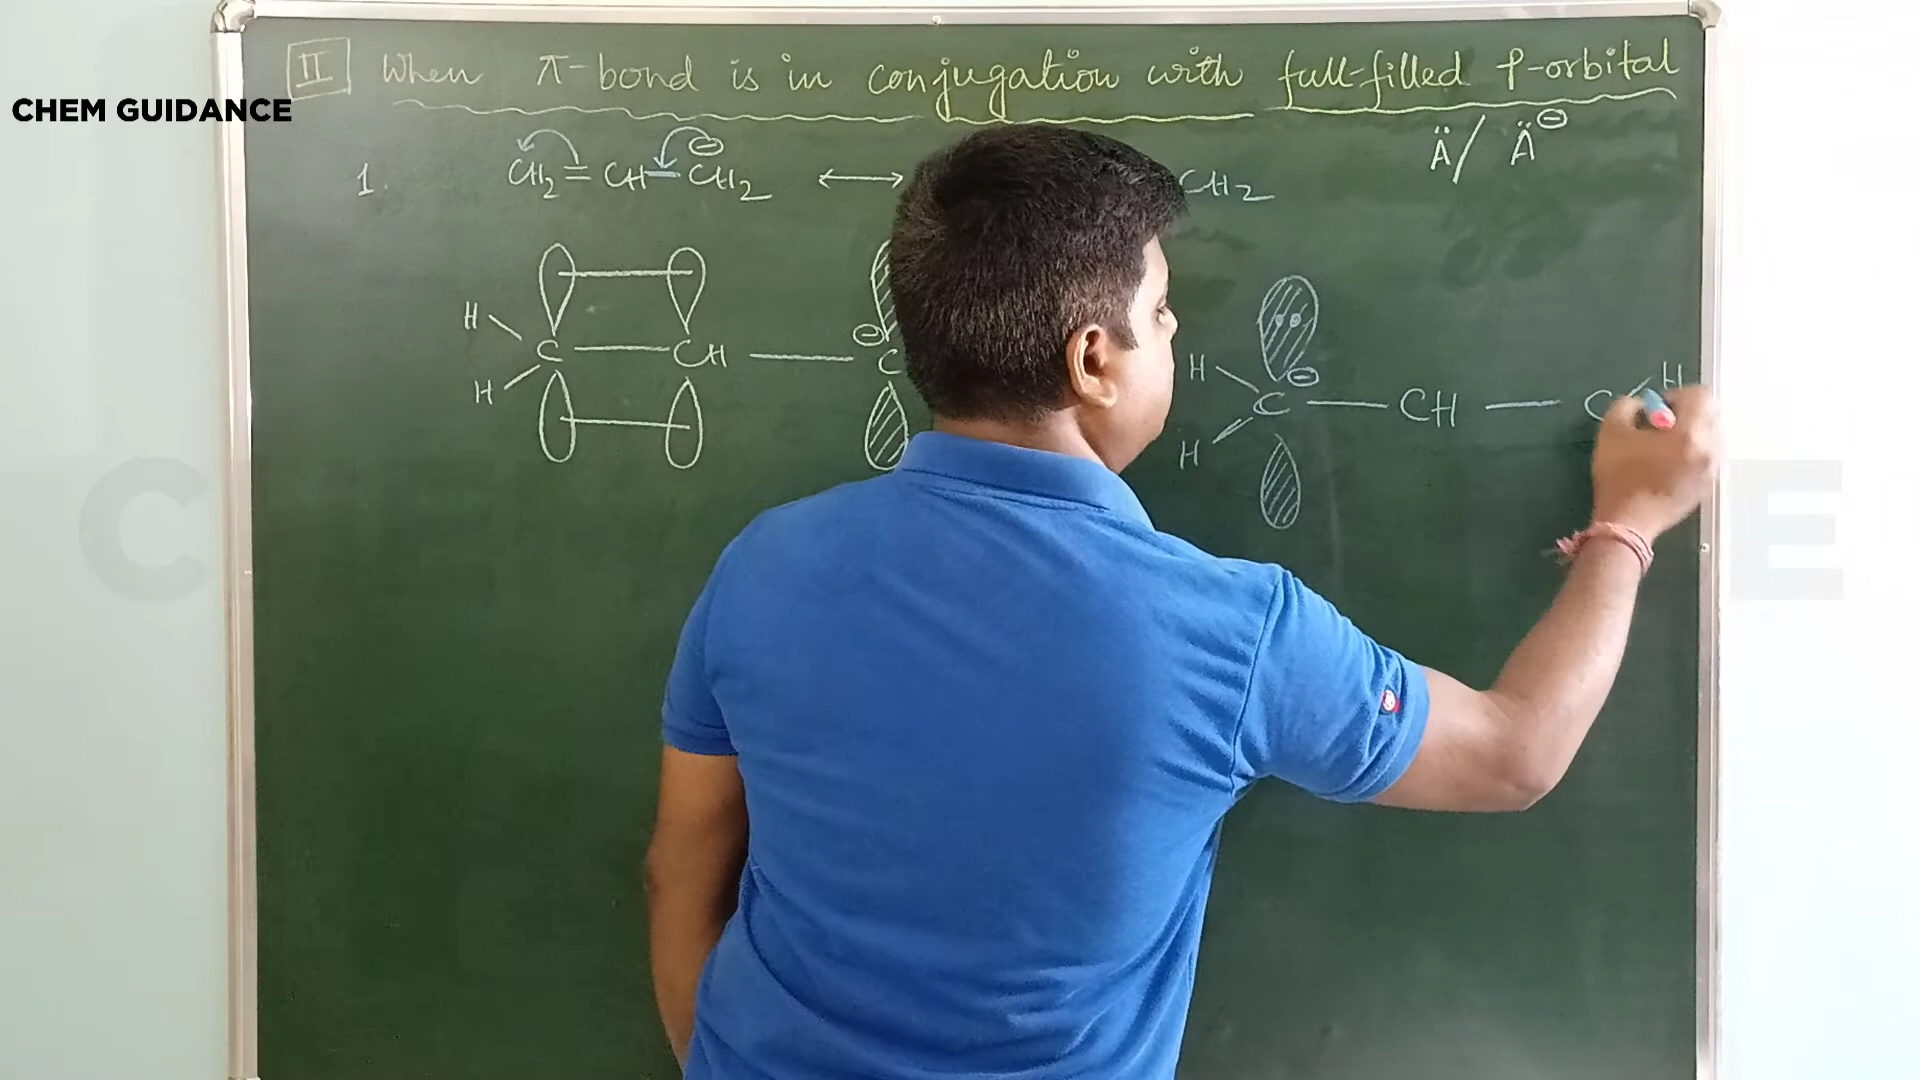 II When π-bond is in conjugation with full-filled P-orbital
CHEM GUIDANCE
Ä / Ä⊖
1. CH2 = CH – CH2⊖ ⟷ CH2
H
C — CH — ⊖ C
H
H H
⊖
C — CH — C
H